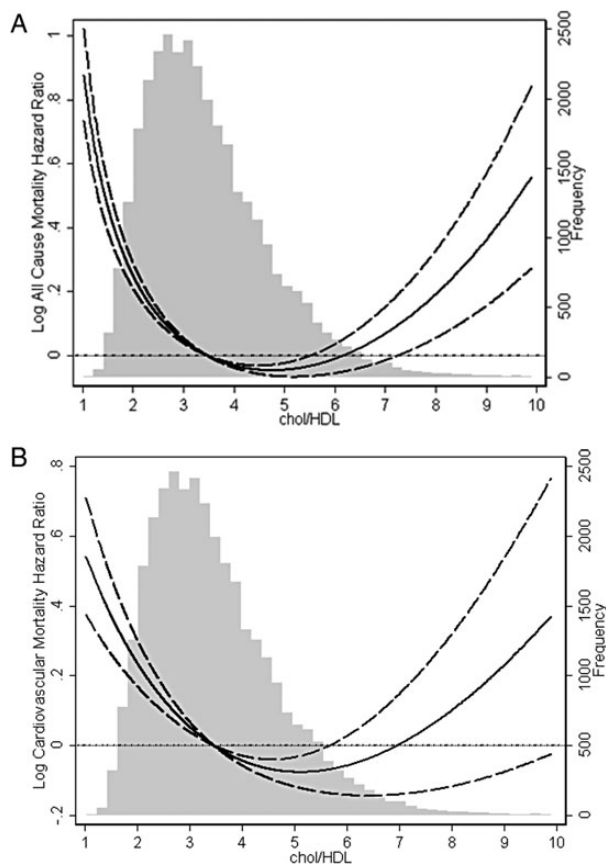 A
Log All Cause Mortality Hazard Ratio
1
.8
.6
.4
.2
0
2500
2000
1500
1000
500
0
Frequency
1 2 3 4 5 6 7 8 9 10
chol/HDL
B
Log Cardiovascular Mortality Hazard Ratio
.8
.6
.4
.2
0
-.2
2500
2000
1500
1000
500
0
Frequency
1 2 3 4 5 6 7 8 9 10
chol/HDL